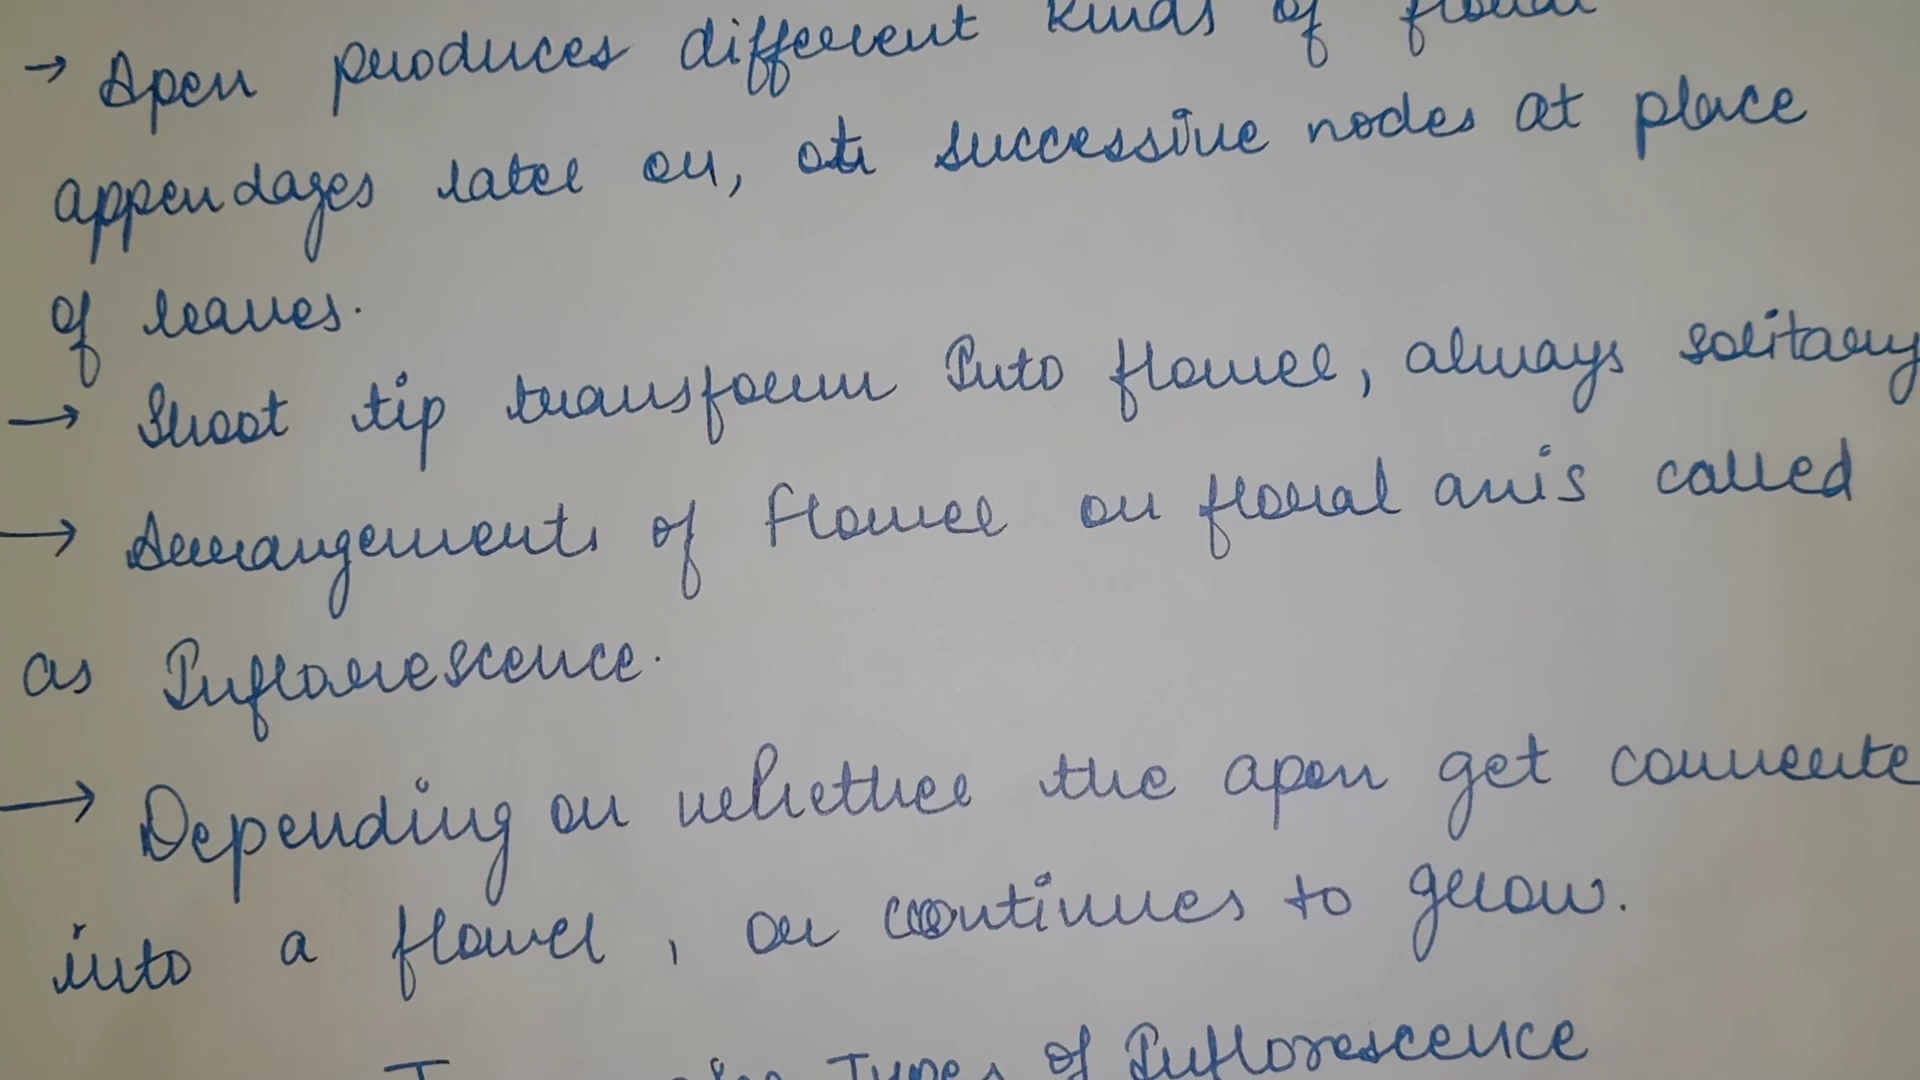 → Apex produces different kinds of floral
appendages later on, at successive nodes at place
of leaves.
→ Shoot tip transform Into flower, always solitary
→ Arrangements of flower on floral axis called
as Inflorescence.
→ Depending on whether the apex get converte
into a flower, or continues to grow.
Types of Inflorescence